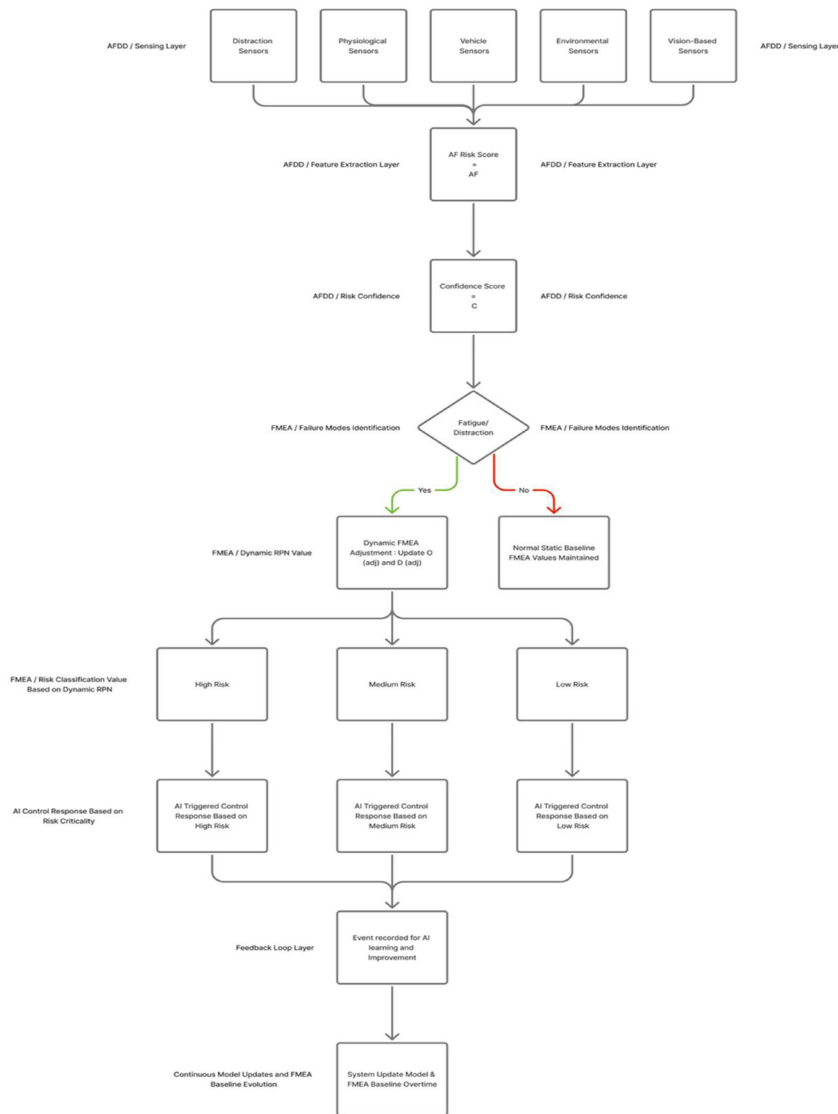 AFDD / Sensing Layer
Distraction
Sensors
Physiological
Sensors
Vehicle
Sensors
Environmental
Sensors
Vision-Based
Sensors
AFDD / Sensing Layer
AFDD / Feature Extraction Layer
AF Risk Score
=
AF
AFDD / Feature Extraction Layer
AFDD / Risk Confidence
Confidence Score
=
C
AFDD / Risk Confidence
FMEA / Failure Modes Identification
Fatigue/
Distraction
FMEA / Failure Modes Identification
Yes
No
FMEA / Dynamic RPN Value
Dynamic FMEA
Adjustment : Update O
(adj) and D (adj)
Normal Static Baseline
FMEA Values Maintained
FMEA / Risk Classification Value
Based on Dynamic RPN
High Risk
Medium Risk
Low Risk
AI Control Response Based on
Risk Criticality
AI Triggered Control
Response Based on
High Risk
AI Triggered Control
Response Based on
Medium Risk
AI Triggered Control
Response Based on
Low Risk
Feedback Loop Layer
Event recorded for AI
learning and
Improvement
Continuous Model Updates and FMEA
Baseline Evolution
System Update Model &
FMEA Baseline Overtime